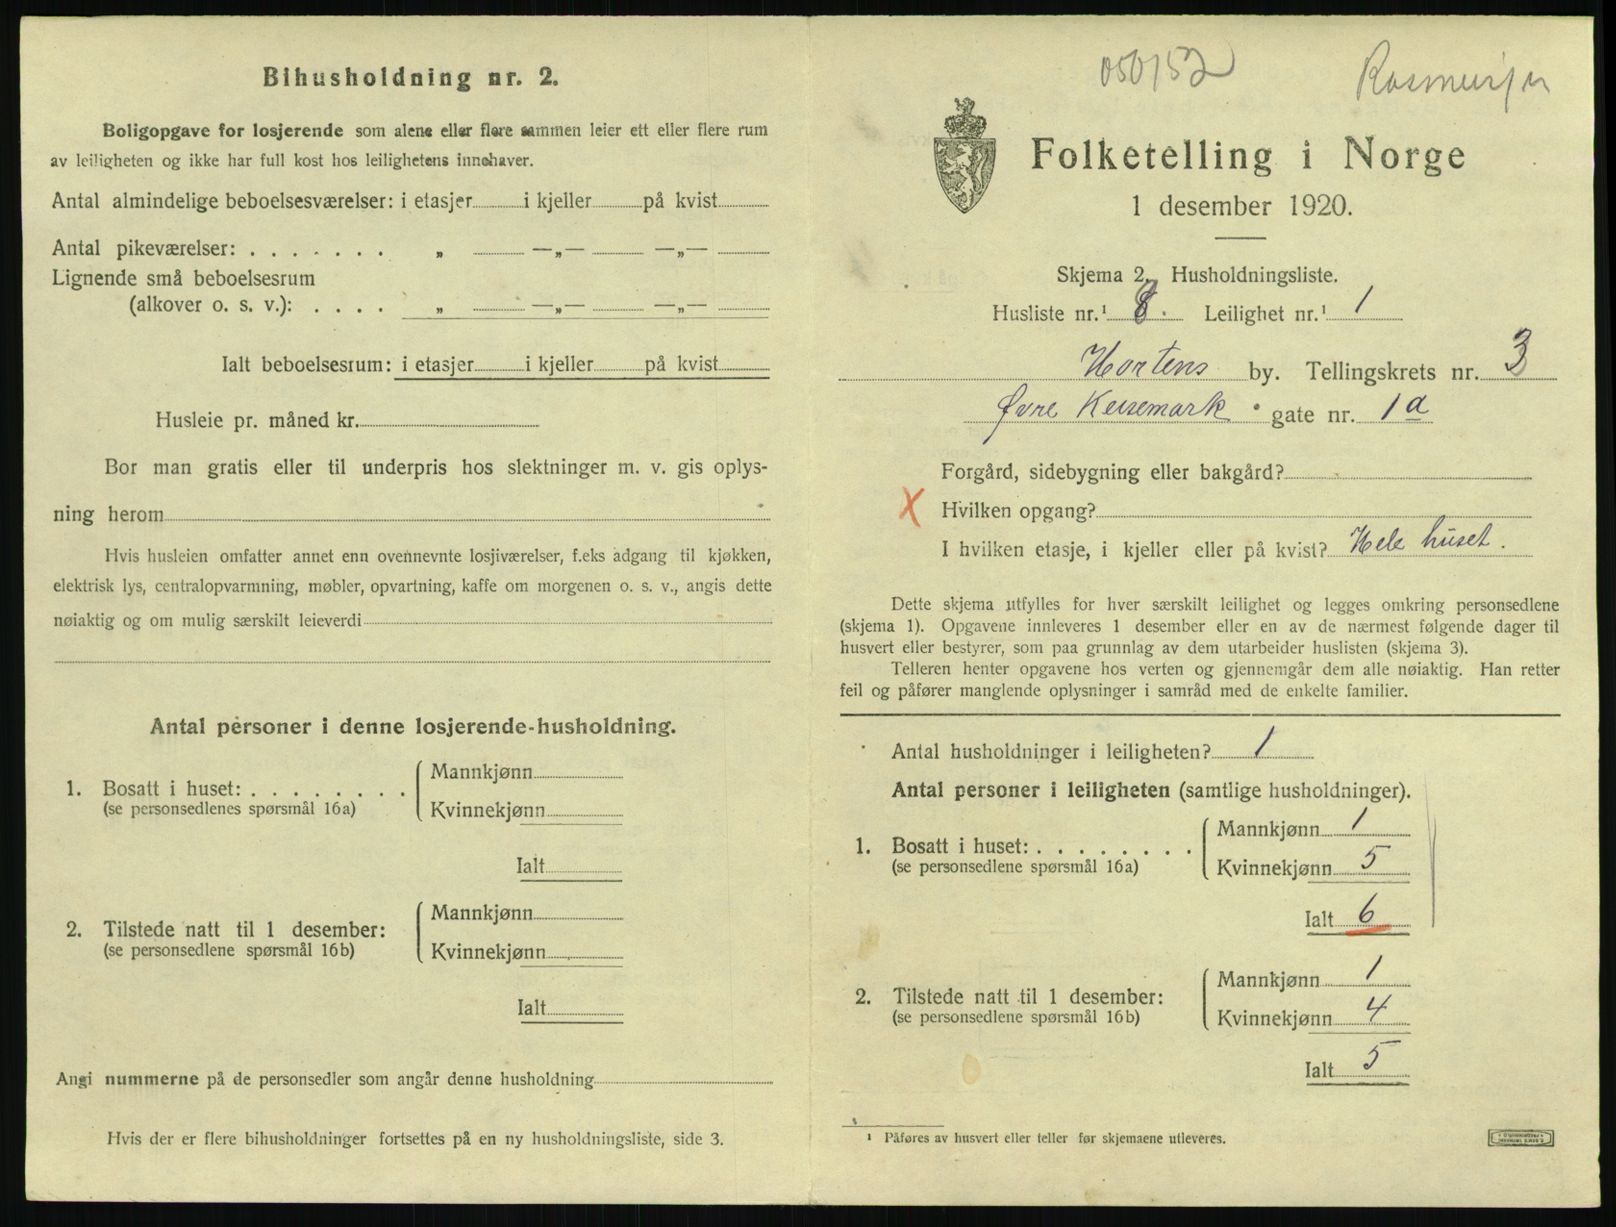 Bihusholdning nr. 2.
Boligopgave for losjerende som alene eller flere sammen leier ett eller flere rum
av leiligheten og ikke har full kost hos leilighetens innehaver.
Antal almindelige beboelsesværelser: i etasjer i kjeller på kvist
Antal pikeværelser: . . . . . . . „ —„— —„—
Lignende små beboelsesrum
(alkover o. s. v.): . . . . „ —„— —„—
Ialt beboelsesrum: i etasjer i kjeller på kvist
Husleie pr. måned kr.
Bor man gratis eller til underpris hos slektninger m. v. gis oplys-
ning herom
Hvis husleien omfatter annet enn ovennevnte losjiværelser, f.eks adgang til kjøkken,
elektrisk lys, centralopvarmning, møbler, opvartning, kaffe om morgenen o. s. v., angis dette
nøiaktig og om mulig særskilt leieverdi
Antal personer i denne losjerende-husholdning.
1. Bosatt i huset: . . . . . . . .
(se personsedlenes spørsmål 16a)
Mannkjønn
Kvinnekjønn
Ialt
2. Tilstede natt til 1 desember:
(se personsedlene spørsmål 16b)
Mannkjønn
Kvinnekjønn
Ialt
Angi nummerne på de personsedler som angår denne husholdning
Hvis der er flere bihusholdninger fortsettes på en ny husholdningsliste, side 3.
050152
Folketelling i Norge
1 desember 1920.
Skjema 2. Husholdningsliste.
Husliste nr.¹ 8. Leilighet nr.¹ 1
Hortens by. Tellingskrets nr. 3
Øvre Keisemark gate nr. 1a
Forgård, sidebygning eller bakgård?
X Hvilken opgang?
I hvilken etasje, i kjeller eller på kvist? Hele huset.
Dette skjema utfylles for hver særskilt leilighet og legges omkring personsedlene
(skjema 1). Opgavene innleveres 1 desember eller en av de nærmest følgende dager til
husvert eller bestyrer, som paa grunnlag av dem utarbeider huslisten (skjema 3).
Telleren henter opgavene hos verten og gjennemgår dem alle nøiaktig. Han retter
feil og påfører manglende oplysninger i samråd med de enkelte familier.
Antal husholdninger i leiligheten? 1
Antal personer i leiligheten (samtlige husholdninger).
1. Bosatt i huset: . . . . . . . .
(se personsedlene spørsmål 16a)
Mannkjønn 1
Kvinnekjønn 5
Ialt 6
2. Tilstede natt til 1 desember:
(se personsedlene spørsmål 16b)
Mannkjønn 1
Kvinnekjønn 4
Ialt 5
¹ Påføres av husvert eller teller før skjemaene utleveres.